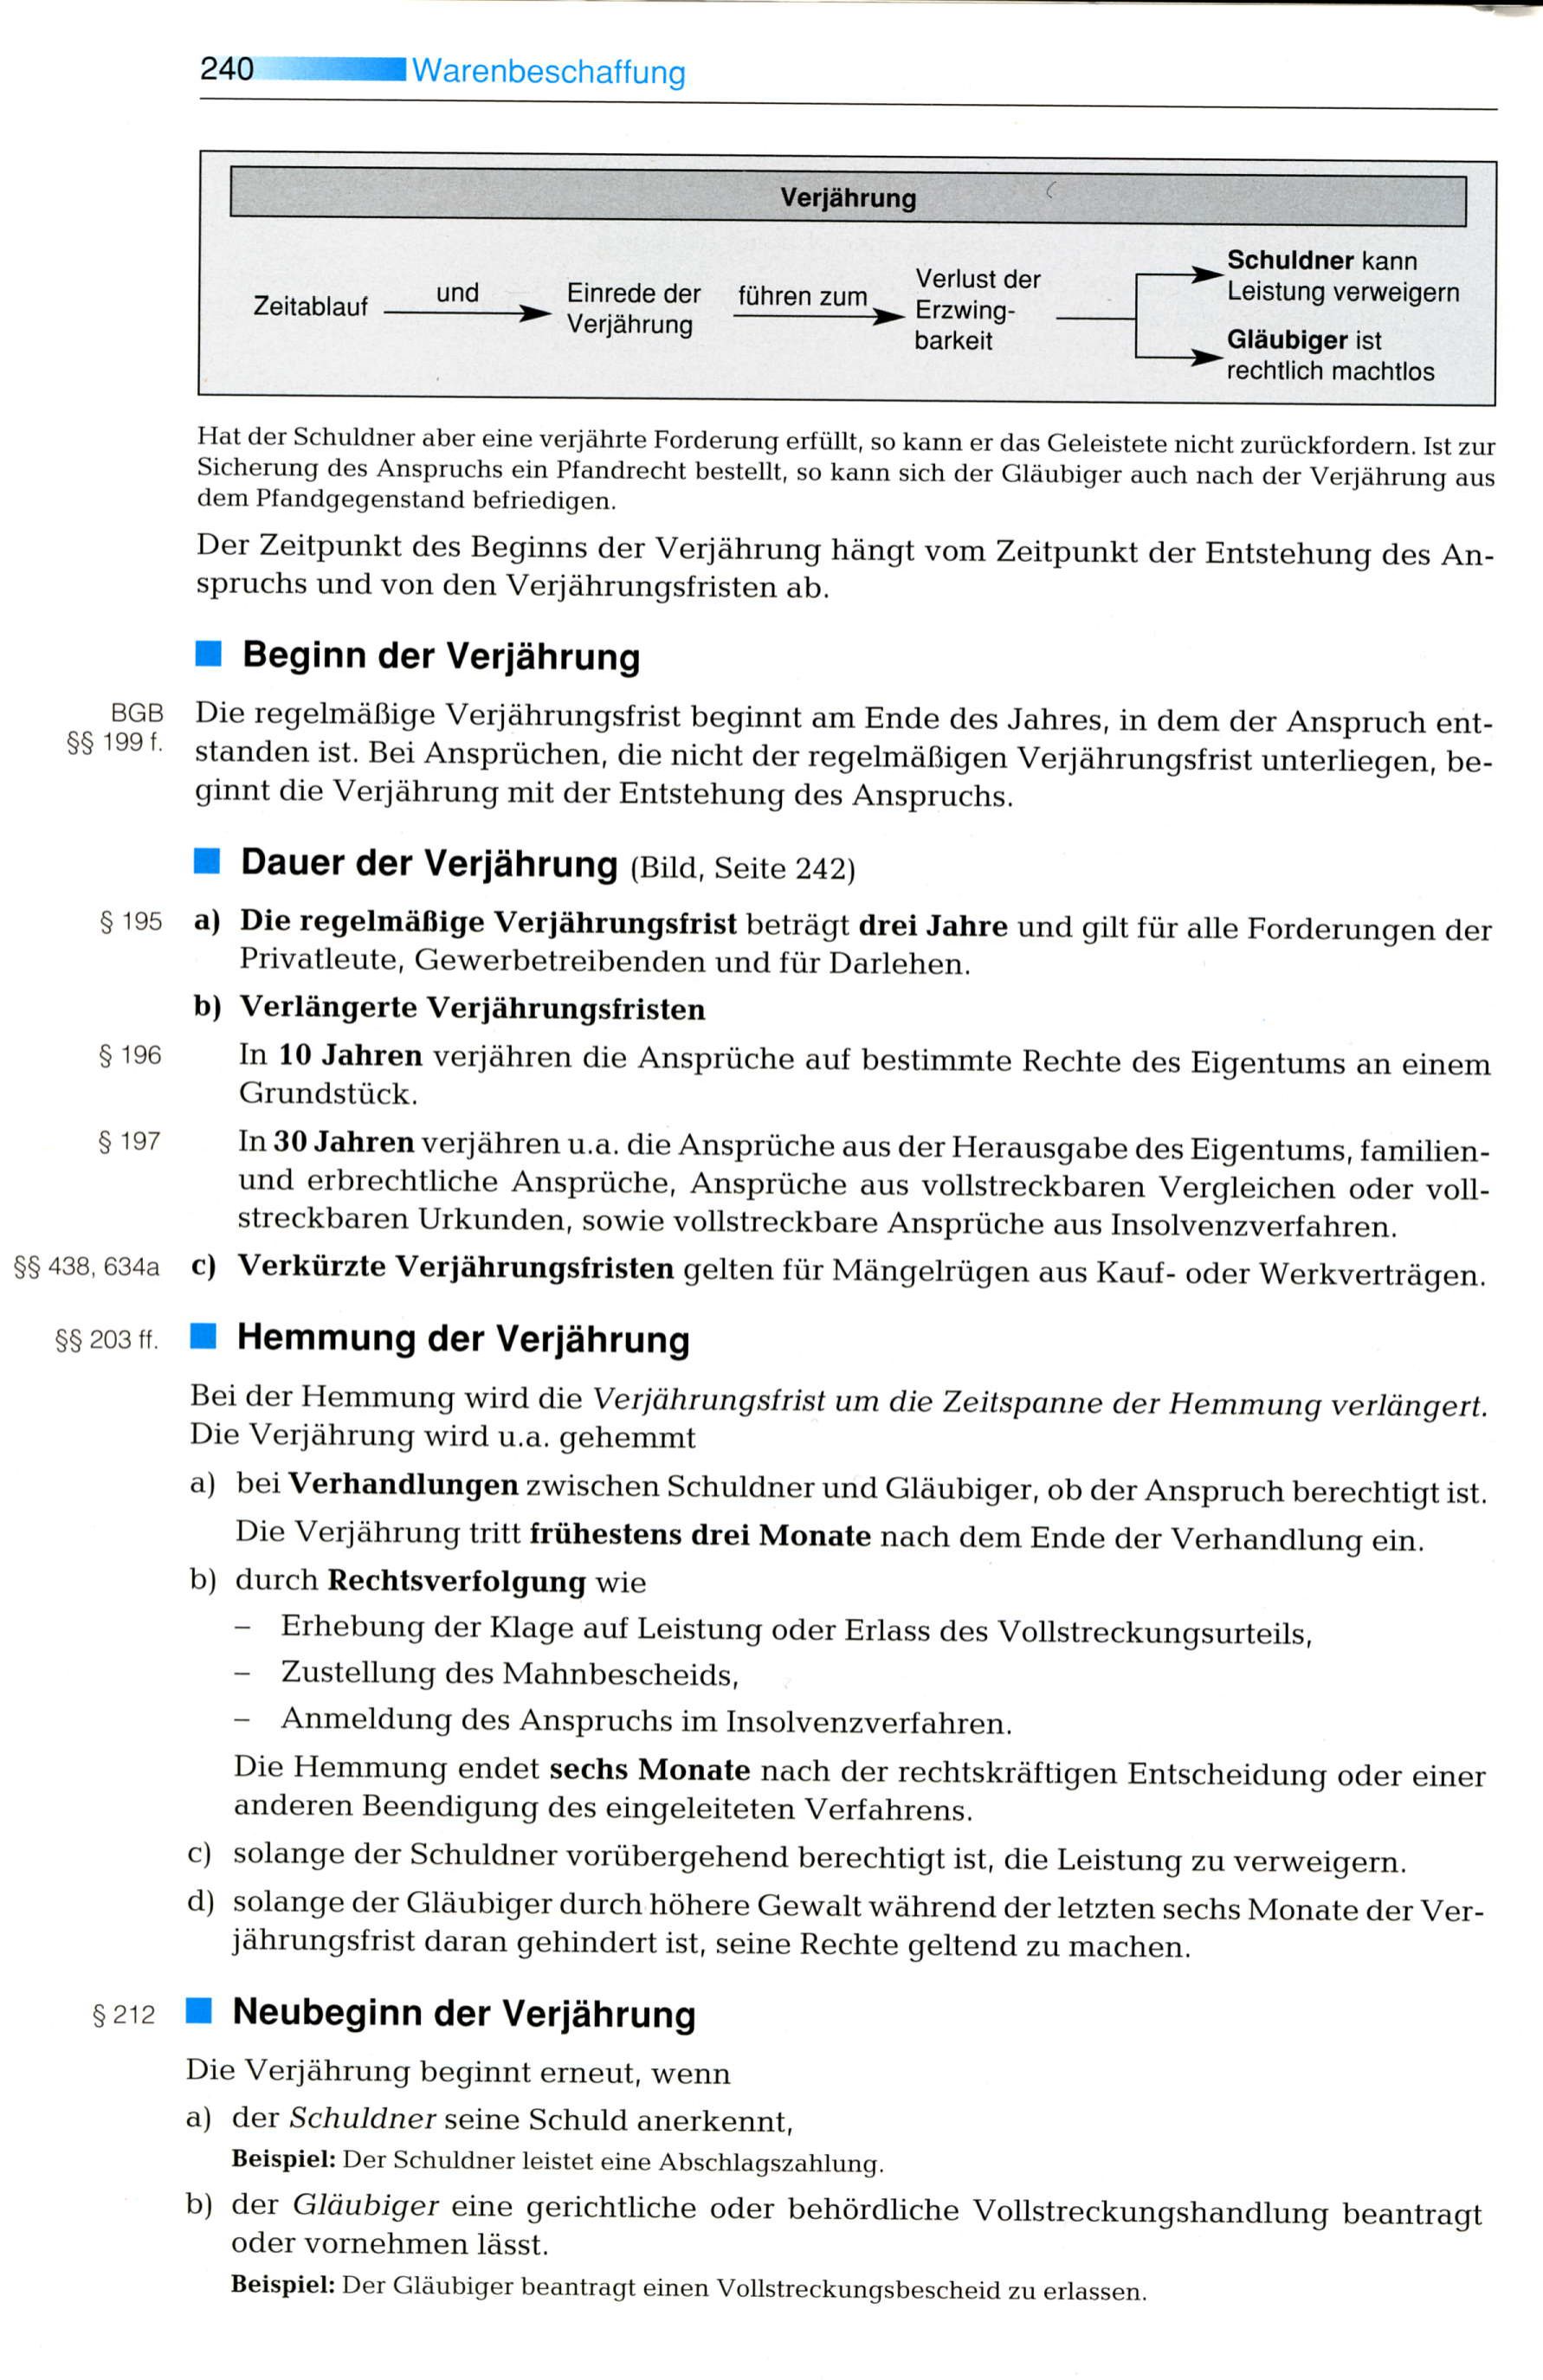 240 Warenbeschaffung
Verjährung
Zeitablauf und Einrede der Verjährung führen zum Verlust der Erzwing-barkeit
Schuldner kann
Leistung verweigern
Gläubiger ist
rechtlich machtlos
Hat der Schuldner aber eine verjährte Forderung erfüllt, so kann er das Geleistete nicht zurückfordern. Ist zur
Sicherung des Anspruchs ein Pfandrecht bestellt, so kann sich der Gläubiger auch nach der Verjährung aus
dem Pfandgegenstand befriedigen.
Der Zeitpunkt des Beginns der Verjährung hängt vom Zeitpunkt der Entstehung des An-
spruchs und von den Verjährungsfristen ab.
Beginn der Verjährung
BGB
§§ 199 f.
Die regelmäßige Verjährungsfrist beginnt am Ende des Jahres, in dem der Anspruch ent-
standen ist. Bei Ansprüchen, die nicht der regelmäßigen Verjährungsfrist unterliegen, be-
ginnt die Verjährung mit der Entstehung des Anspruchs.
Dauer der Verjährung (Bild, Seite 242)
§ 195 a) Die regelmäßige Verjährungsfrist beträgt drei Jahre und gilt für alle Forderungen der
Privatleute, Gewerbetreibenden und für Darlehen.
b) Verlängerte Verjährungsfristen
§ 196 In 10 Jahren verjähren die Ansprüche auf bestimmte Rechte des Eigentums an einem
Grundstück.
§ 197 In 30 Jahren verjähren u.a. die Ansprüche aus der Herausgabe des Eigentums, familien-
und erbrechtliche Ansprüche, Ansprüche aus vollstreckbaren Vergleichen oder voll-
streckbaren Urkunden, sowie vollstreckbare Ansprüche aus Insolvenzverfahren.
§§ 438, 634a c) Verkürzte Verjährungsfristen gelten für Mängelrügen aus Kauf- oder Werkverträgen.
§§ 203 ff. Hemmung der Verjährung
Bei der Hemmung wird die Verjährungsfrist um die Zeitspanne der Hemmung verlängert.
Die Verjährung wird u.a. gehemmt
a) bei Verhandlungen zwischen Schuldner und Gläubiger, ob der Anspruch berechtigt ist.
Die Verjährung tritt frühestens drei Monate nach dem Ende der Verhandlung ein.
b) durch Rechtsverfolgung wie
– Erhebung der Klage auf Leistung oder Erlass des Vollstreckungsurteils,
– Zustellung des Mahnbescheids,
– Anmeldung des Anspruchs im Insolvenzverfahren.
Die Hemmung endet sechs Monate nach der rechtskräftigen Entscheidung oder einer
anderen Beendigung des eingeleiteten Verfahrens.
c) solange der Schuldner vorübergehend berechtigt ist, die Leistung zu verweigern.
d) solange der Gläubiger durch höhere Gewalt während der letzten sechs Monate der Ver-
jährungsfrist daran gehindert ist, seine Rechte geltend zu machen.
§ 212 Neubeginn der Verjährung
Die Verjährung beginnt erneut, wenn
a) der Schuldner seine Schuld anerkennt,
Beispiel: Der Schuldner leistet eine Abschlagszahlung.
b) der Gläubiger eine gerichtliche oder behördliche Vollstreckungshandlung beantragt
oder vornehmen lässt.
Beispiel: Der Gläubiger beantragt einen Vollstreckungsbescheid zu erlassen.